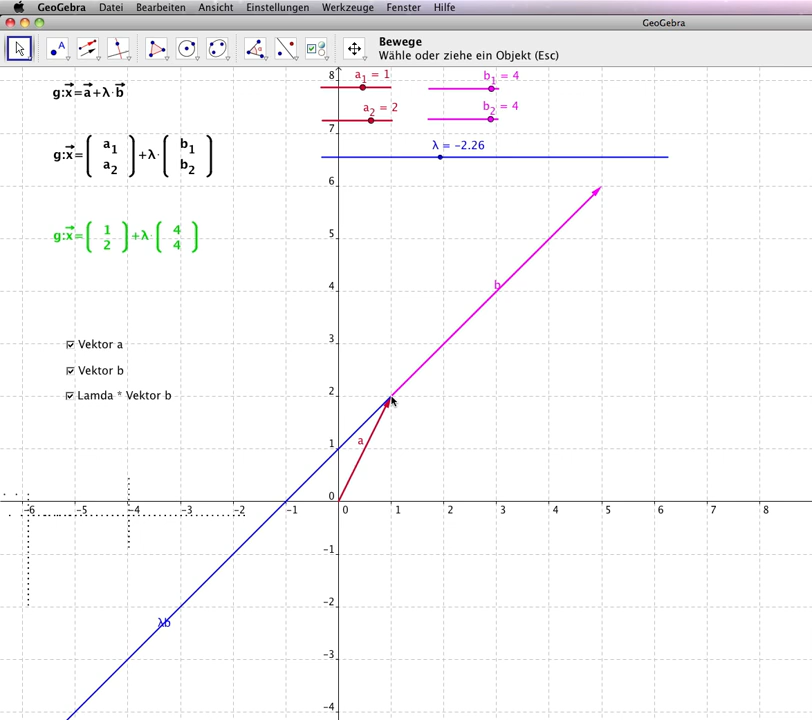 GeoGebra Datei Bearbeiten Ansicht Einstellungen Werkzeuge Fenster Hilfe
GeoGebra
Bewege
Wähle oder ziehe ein Objekt (Esc)
A
α
a₁ = 1
b₁ = 4
a₂ = 2
b₂ = 4
λ = −2.26
g:x⃗=a⃗+λ·b⃗
g:x⃗=(a₁ a₂)+λ·(b₁ b₂)
g:x⃗=(1 2)+λ·(4 4)
Vektor a
Vektor b
Lamda * Vektor b
b
a
λb
8
7
6
5
4
3
2
1
0
−1
−2
−3
−4
−6 −5 −4 −3 −2 −1 0 1 2 3 4 5 6 7 8